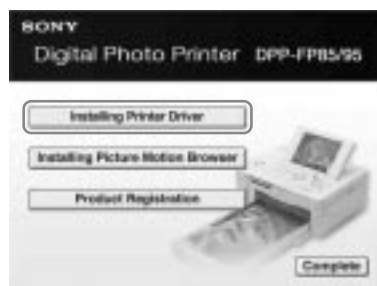 SONY
Digital Photo Printer DPP-FP85/95
Installing Printer Driver
Installing Picture Motion Browser
Product Registration
Complete